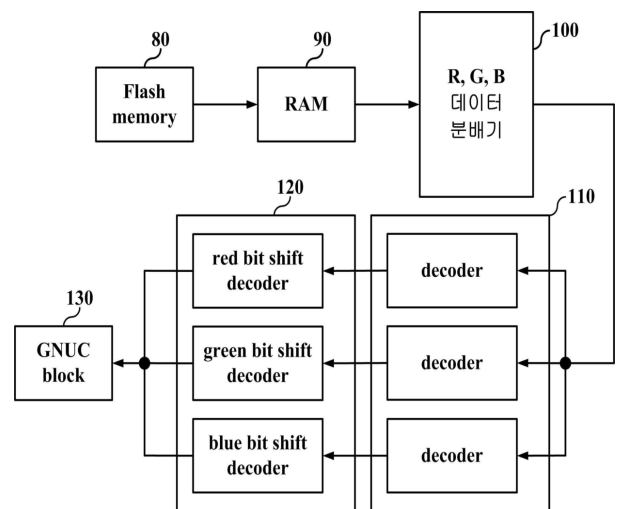 80
Flash
memory
90
RAM
100
R, G, B
데이터
분배기
120
110
red bit shift
decoder
decoder
130
GNUC
block
green bit shift
decoder
decoder
blue bit shift
decoder
decoder